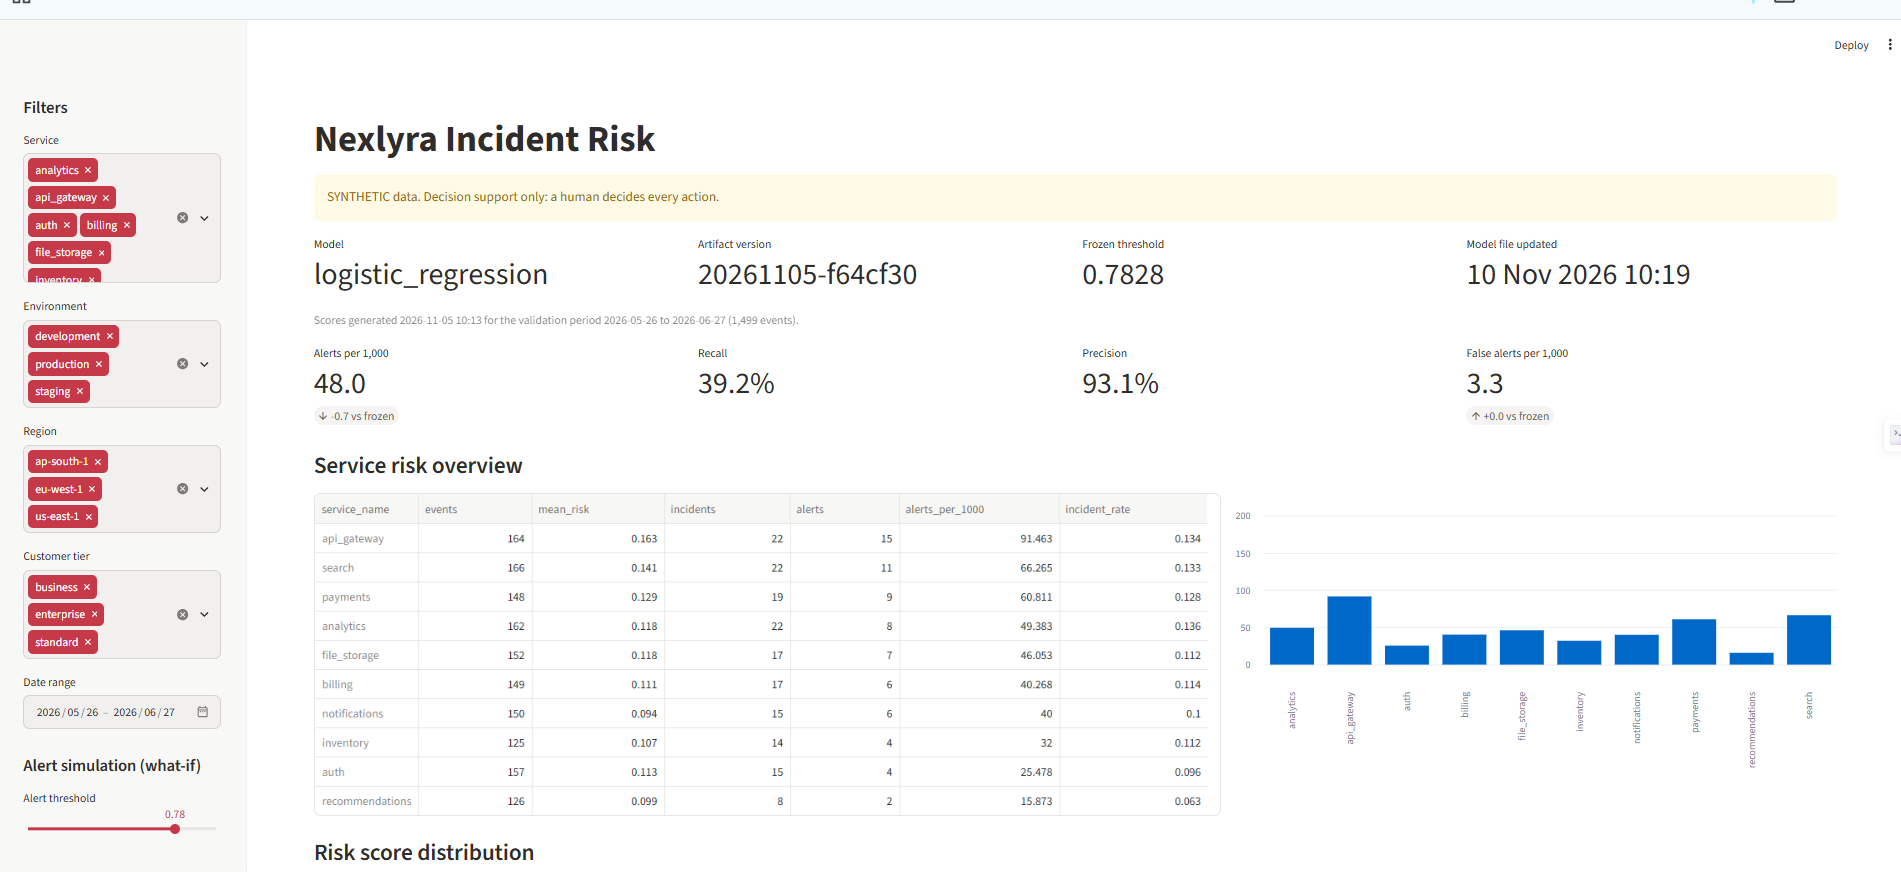 Deploy
Filters
Service
analytics ×
api_gateway ×
auth × billing ×
file_storage ×
inventory ×
Environment
development ×
production ×
staging ×
Region
ap-south-1 ×
eu-west-1 ×
us-east-1 ×
Customer tier
business ×
enterprise ×
standard ×
Date range
2026/05/26 – 2026/06/27
Alert simulation (what-if)
Alert threshold
0.78
Nexlyra Incident Risk
SYNTHETIC data. Decision support only: a human decides every action.
Model Artifact version Frozen threshold Model file updated
logistic_regression 20261105-f64cf30 0.7828 10 Nov 2026 10:19
Scores generated 2026-11-05 10:13 for the validation period 2026-05-26 to 2026-06-27 (1,499 events).
Alerts per 1,000 Recall Precision False alerts per 1,000
48.0 39.2% 93.1% 3.3
↓ -0.7 vs frozen ↑ +0.0 vs frozen
Service risk overview
service_name events mean_risk incidents alerts alerts_per_1000 incident_rate
api_gateway 164 0.163 22 15 91.463 0.134
search 166 0.141 22 11 66.265 0.133
payments 148 0.129 19 9 60.811 0.128
analytics 162 0.118 22 8 49.383 0.136
file_storage 152 0.118 17 7 46.053 0.112
billing 149 0.111 17 6 40.268 0.114
notifications 150 0.094 15 6 40 0.1
inventory 125 0.107 14 4 32 0.112
auth 157 0.113 15 4 25.478 0.096
recommendations 126 0.099 8 2 15.873 0.063
200
150
100
50
0
analytics
api_gateway
auth
billing
file_storage
inventory
notifications
payments
recommendations
search
Risk score distribution